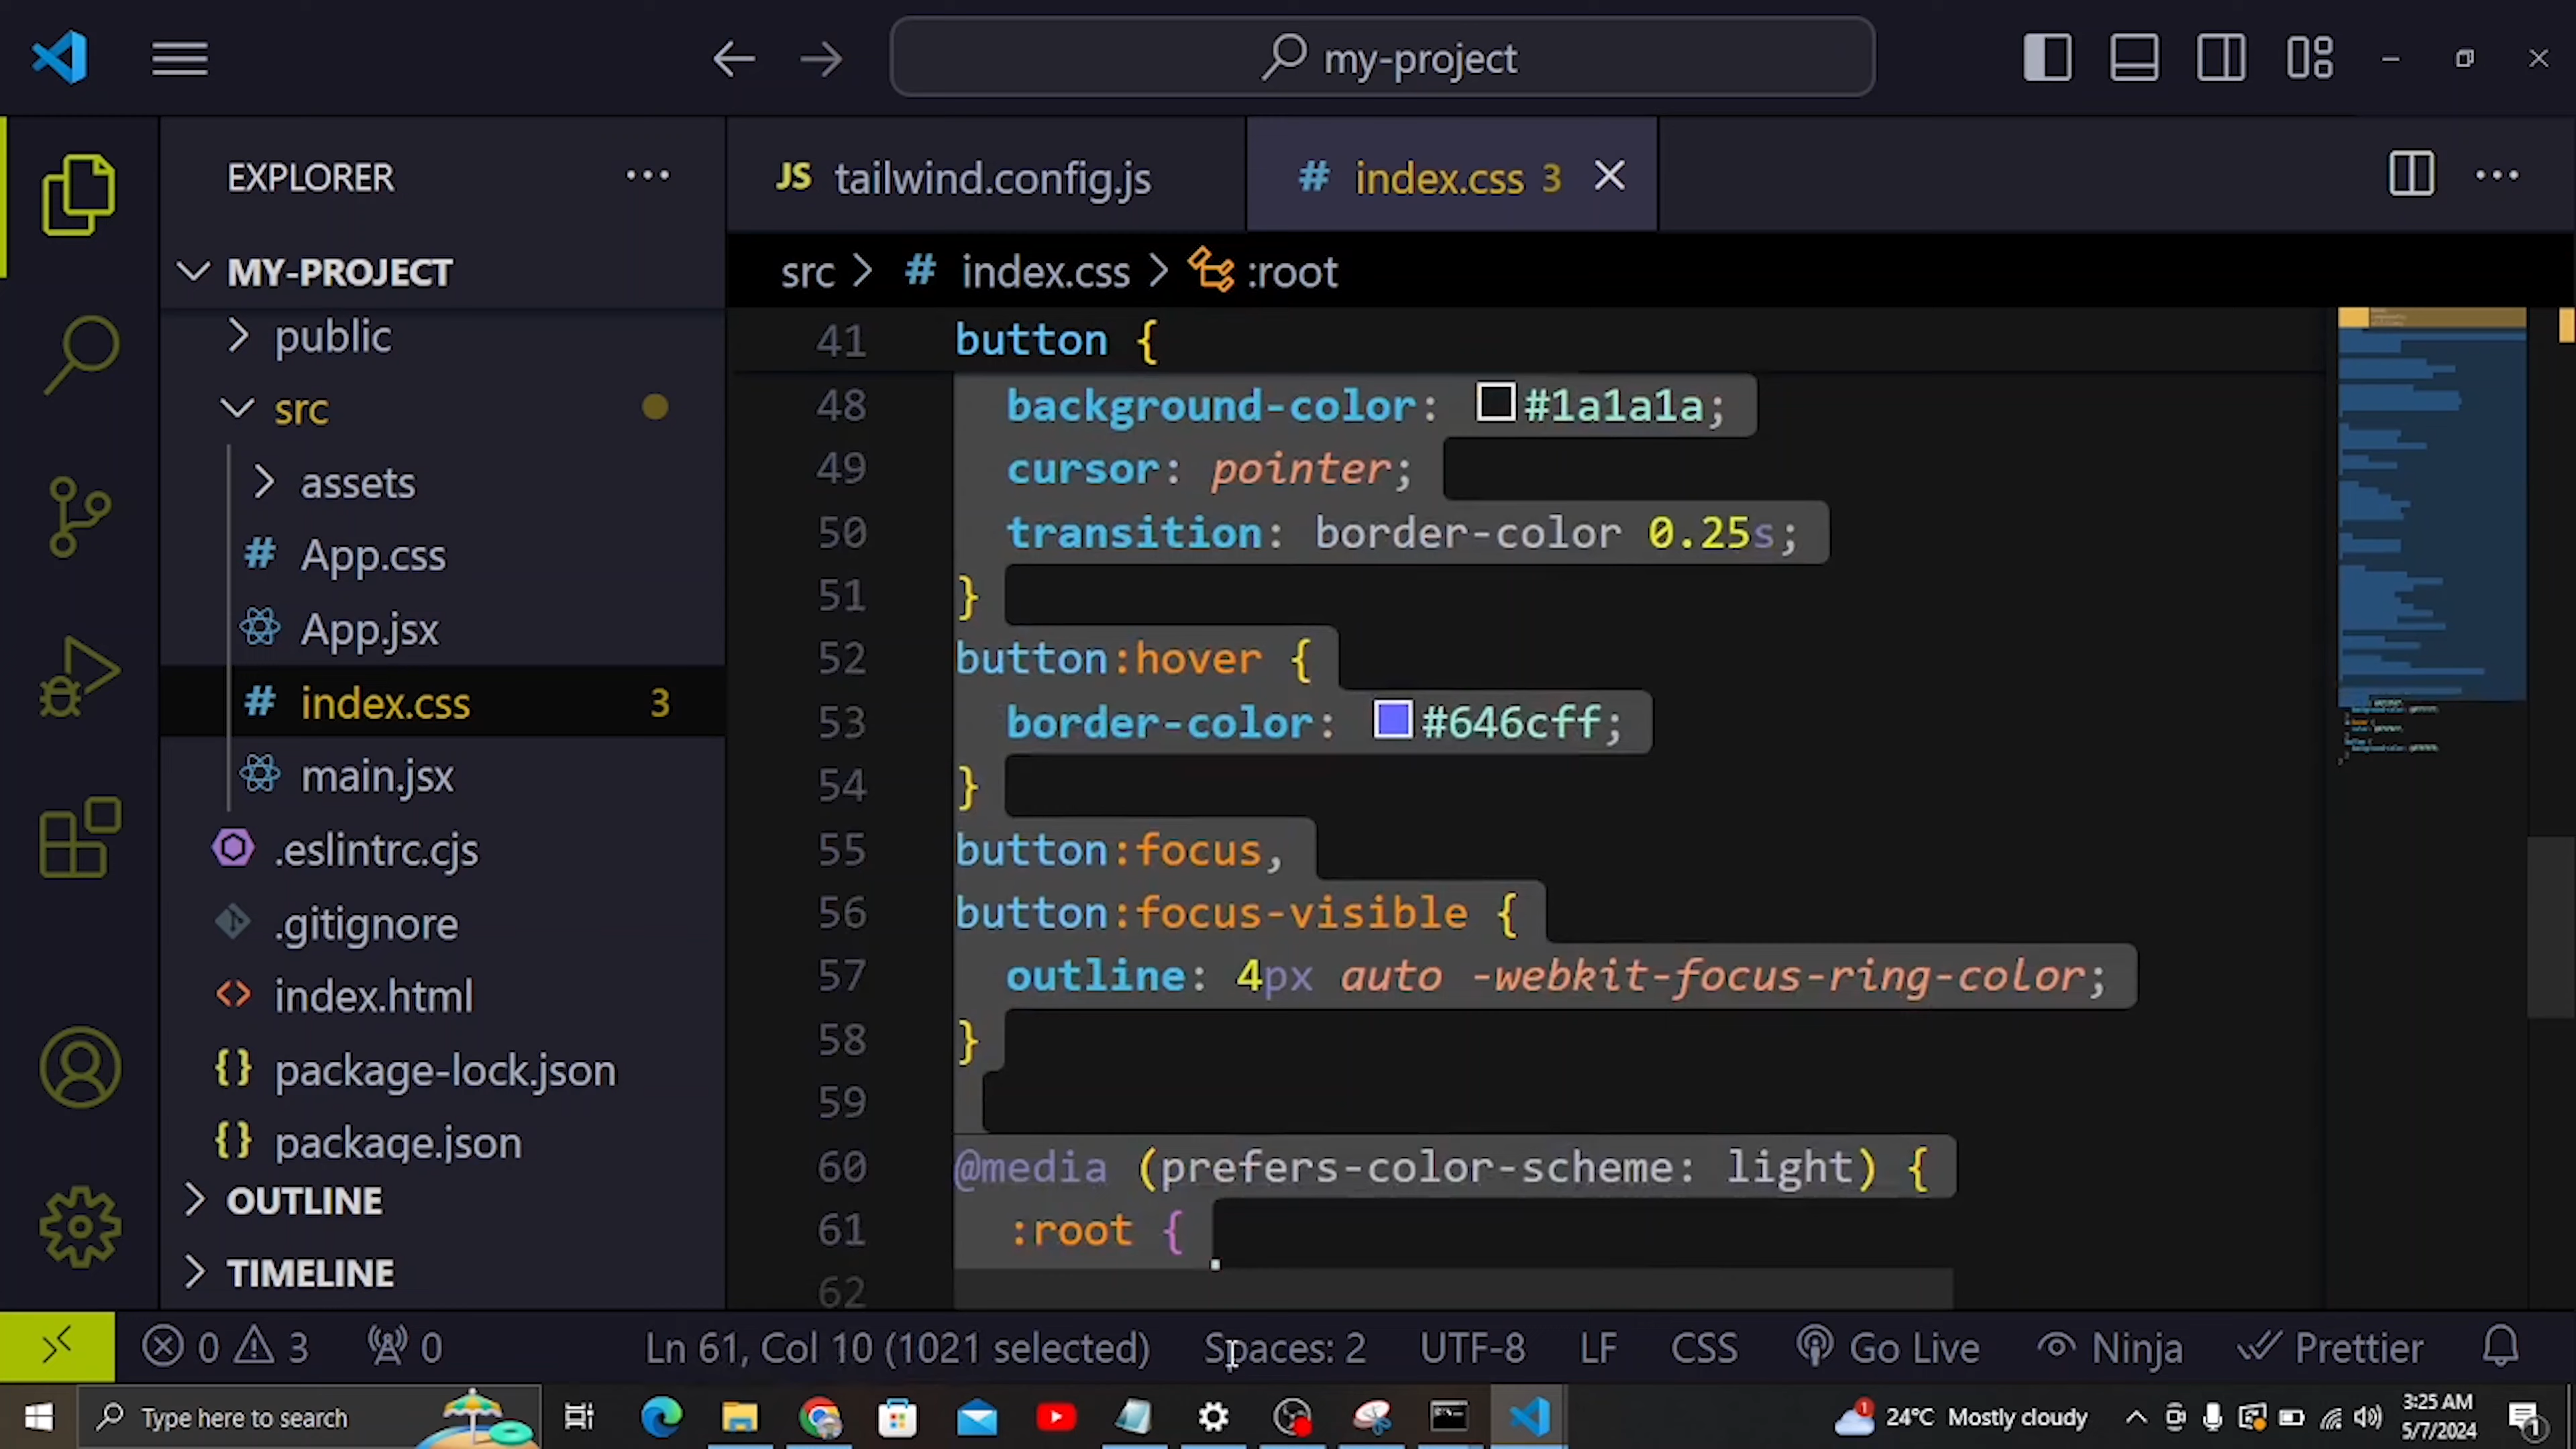 my-project
EXPLORER
JS tailwind.config.js
# index.css 3
MY-PROJECT
src > # index.css > :root
public
src
assets
# App.css
App.jsx
# index.css 3
main.jsx
.eslintrc.cjs
.gitignore
<> index.html
{} package-lock.json
{} package.json
OUTLINE
TIMELINE
41 button {
48 background-color: #1a1a1a;
49 cursor: pointer;
50 transition: border-color 0.25s;
51 }
52 button:hover {
53 border-color: #646cff;
54 }
55 button:focus,
56 button:focus-visible {
57 outline: 4px auto -webkit-focus-ring-color;
58 }
59
60 @media (prefers-color-scheme: light) {
61 :root {
62
0 3 0 Ln 61, Col 10 (1021 selected) Spaces: 2 UTF-8 LF CSS Go Live Ninja Prettier
Type here to search
1 24°C Mostly cloudy
3:25 AM
5/7/2024
1